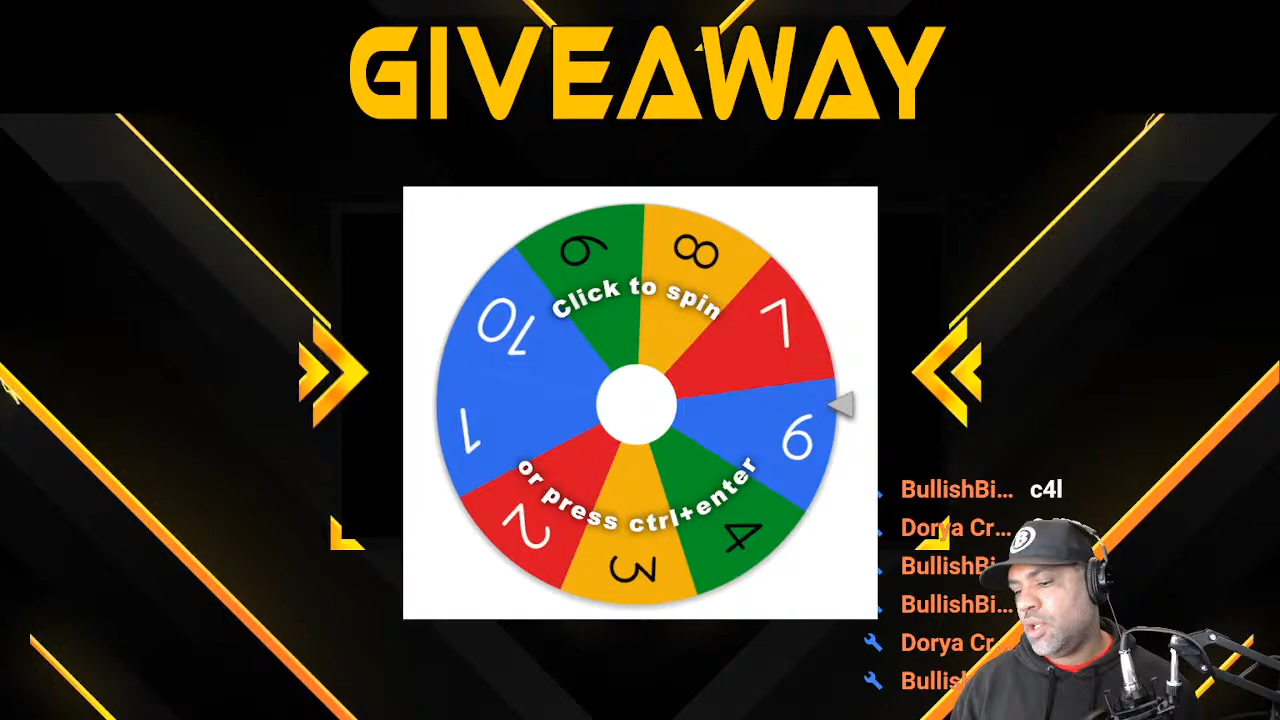 GIVEAWAY
9
8
10
7
Click to spin
1
6
or press ctrl+enter
2
3
4
BullishBi... c4l
Dorya Cr...
BullishBi...
Dorya Cr
Bullish